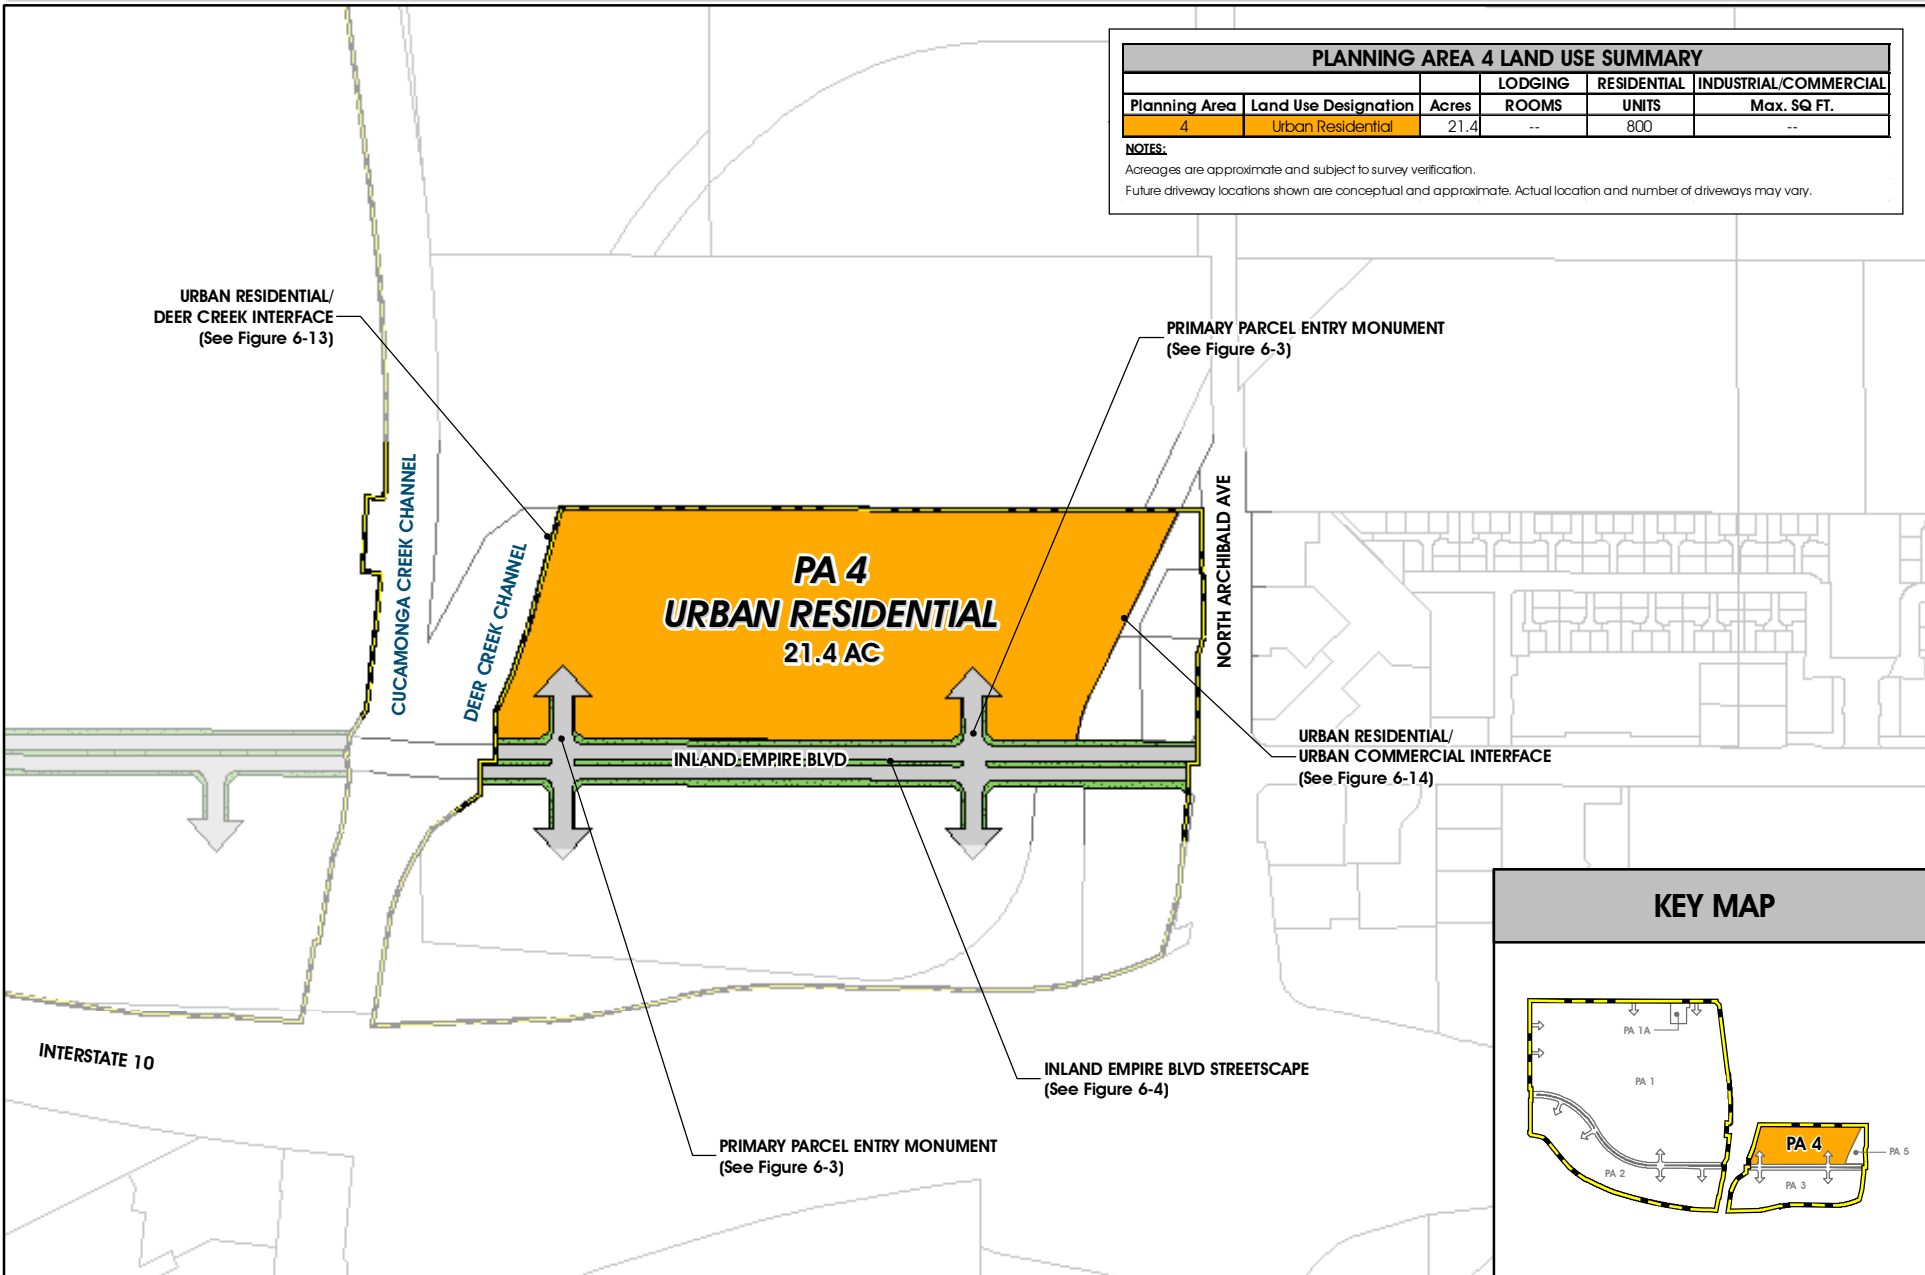 PLANNING AREA 4 LAND USE SUMMARY
LODGING RESIDENTIAL INDUSTRIAL/COMMERCIAL
Planning Area Land Use Designation Acres ROOMS UNITS Max. SQ FT.
4 Urban Residential 21.4 -- 800 --
NOTES:
Acreages are approximate and subject to survey verification.
Future driveway locations shown are conceptual and approximate. Actual location and number of driveways may vary.
URBAN RESIDENTIAL/
DEER CREEK INTERFACE
(See Figure 6-13)
PRIMARY PARCEL ENTRY MONUMENT
(See Figure 6-3)
CUCAMONGA CREEK CHANNEL
DEER CREEK CHANNEL
PA 4
URBAN RESIDENTIAL
21.4 AC
NORTH ARCHIBALD AVE
INLAND EMPIRE BLVD
URBAN RESIDENTIAL/
URBAN COMMERCIAL INTERFACE
(See Figure 6-14)
INTERSTATE 10
INLAND EMPIRE BLVD STREETSCAPE
(See Figure 6-4)
PRIMARY PARCEL ENTRY MONUMENT
(See Figure 6-3)
KEY MAP
PA 1A
PA 1
PA 4
PA 5
PA 2
PA 3